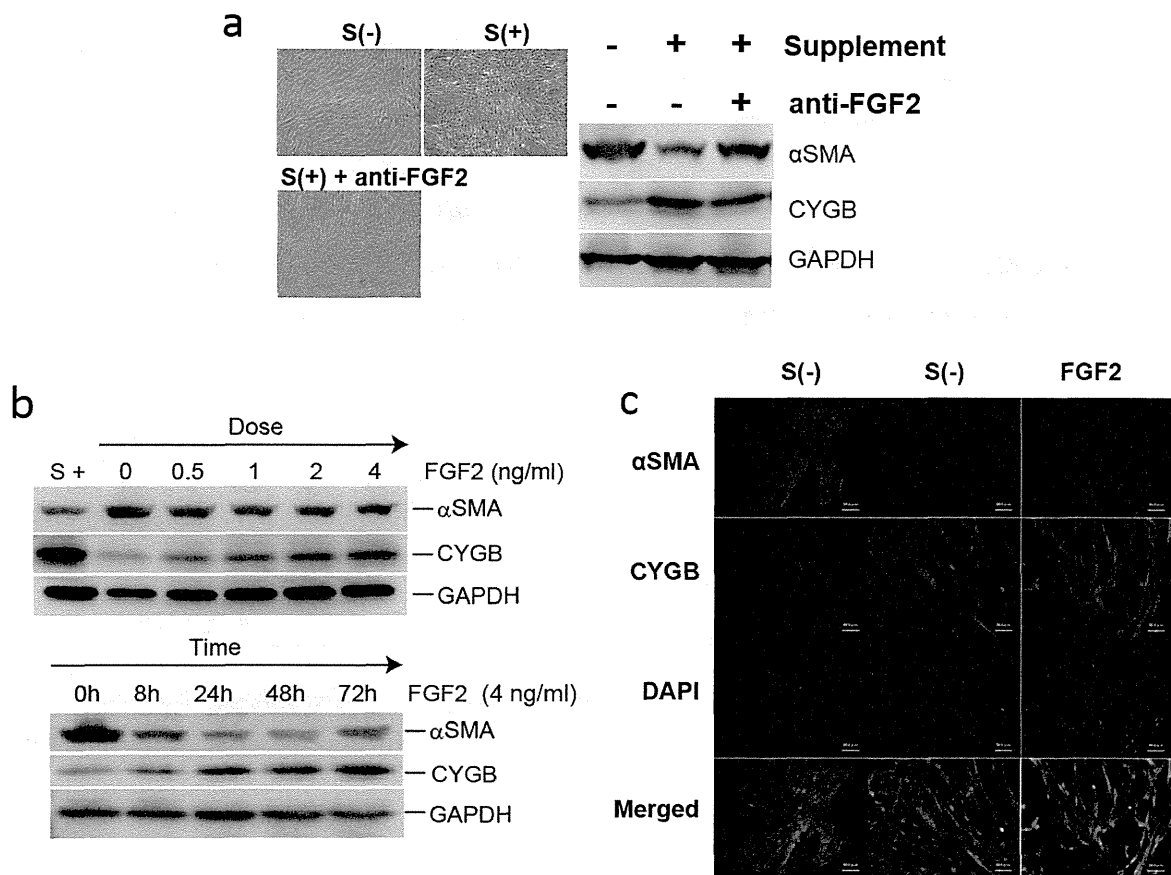 a
S(-) S(+)
S(+) + anti-FGF2
- + + Supplement
- - + anti-FGF2
αSMA
CYGB
GAPDH
b
Dose
S + 0 0.5 1 2 4 FGF2 (ng/ml)
αSMA
CYGB
GAPDH
Time
0h 8h 24h 48h 72h FGF2 (4 ng/ml)
αSMA
CYGB
GAPDH
c
S(-) S(-) FGF2
αSMA
CYGB
DAPI
Merged